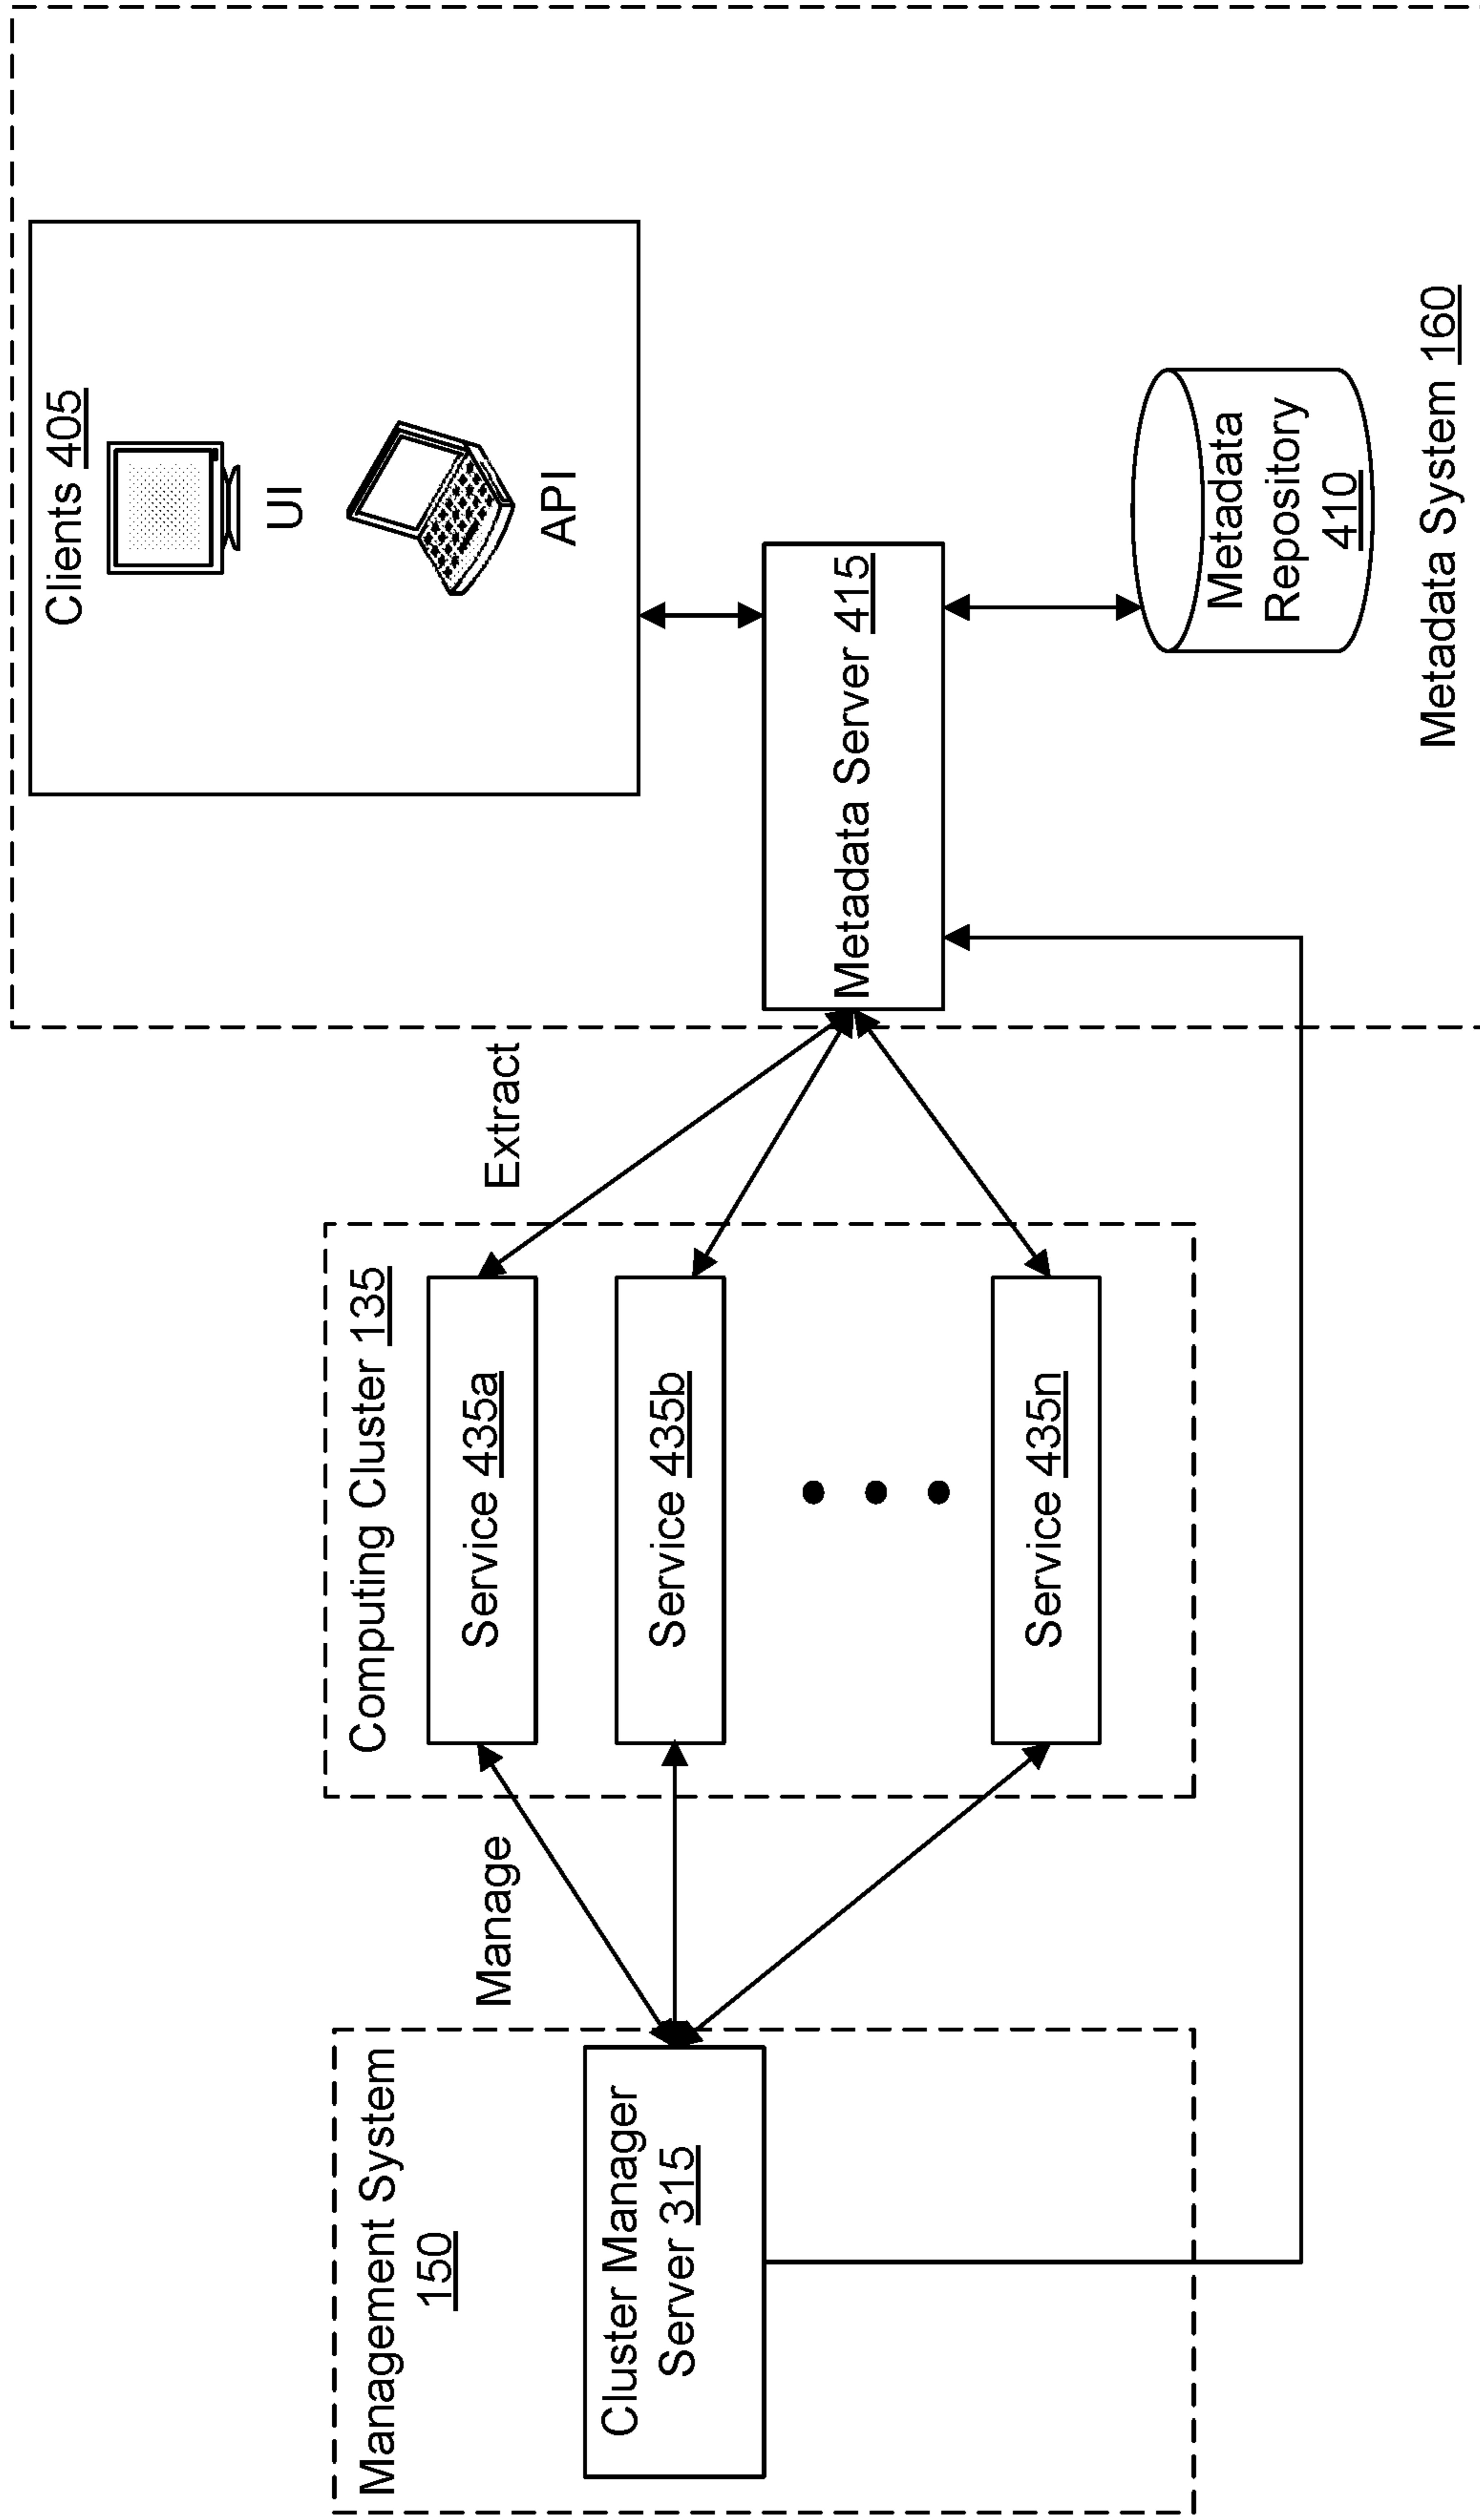 Management System
150
Cluster Manager
Server 315
Manage
Computing Cluster 135
Service 435a
Service 435b
Service 435n
Extract
Clients 405
UI
API
Metadata Server 415
Metadata
Repository
410
Metadata System 160